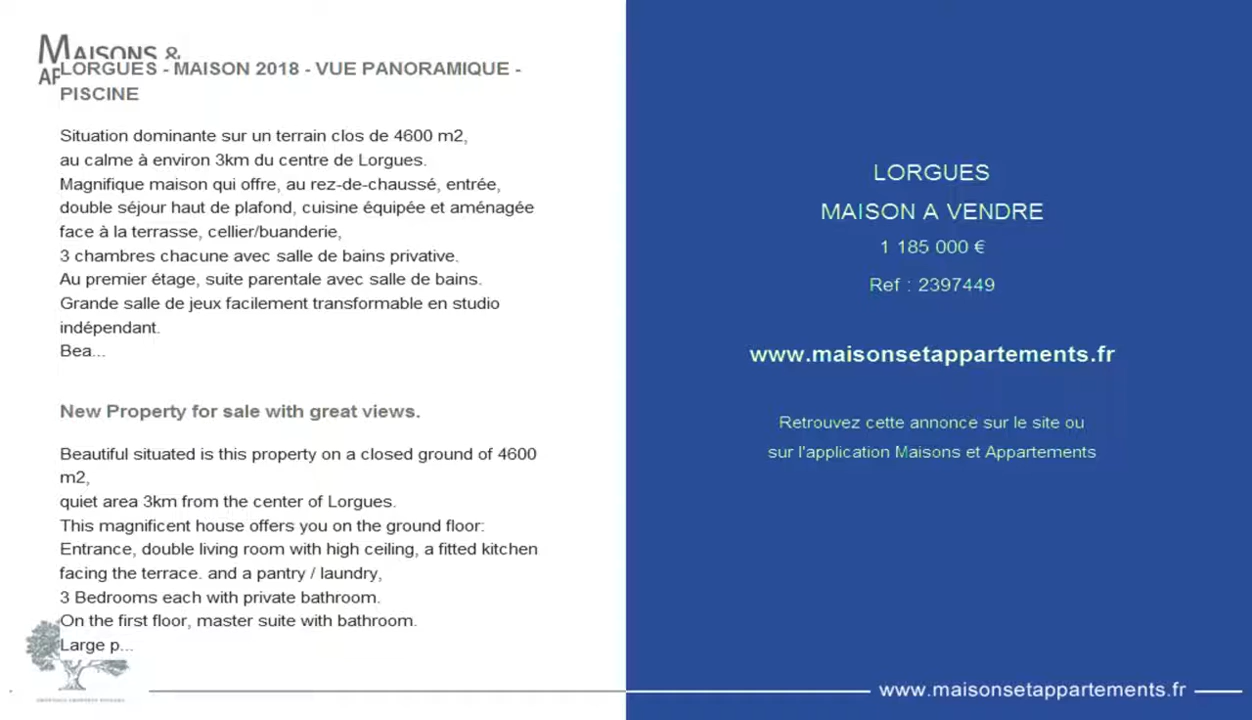 MAISONS &
AP
LORGUES - MAISON 2018 - VUE PANORAMIQUE -
PISCINE
Situation dominante sur un terrain clos de 4600 m2,
au calme à environ 3km du centre de Lorgues.
Magnifique maison qui offre, au rez-de-chaussé, entrée,
double séjour haut de plafond, cuisine équipée et aménagée
face à la terrasse, cellier/buanderie,
3 chambres chacune avec salle de bains privative.
Au premier étage, suite parentale avec salle de bains.
Grande salle de jeux facilement transformable en studio
indépendant.
Bea...
New Property for sale with great views.
Beautiful situated is this property on a closed ground of 4600
m2,
quiet area 3km from the center of Lorgues.
This magnificent house offers you on the ground floor:
Entrance, double living room with high ceiling, a fitted kitchen
facing the terrace. and a pantry / laundry,
3 Bedrooms each with private bathroom.
On the first floor, master suite with bathroom.
Large p...
LORGUES
MAISON A VENDRE
1 185 000 €
Ref : 2397449
www.maisonsetappartements.fr
Retrouvez cette annonce sur le site ou
sur l'application Maisons et Appartements
www.maisonsetappartements.fr